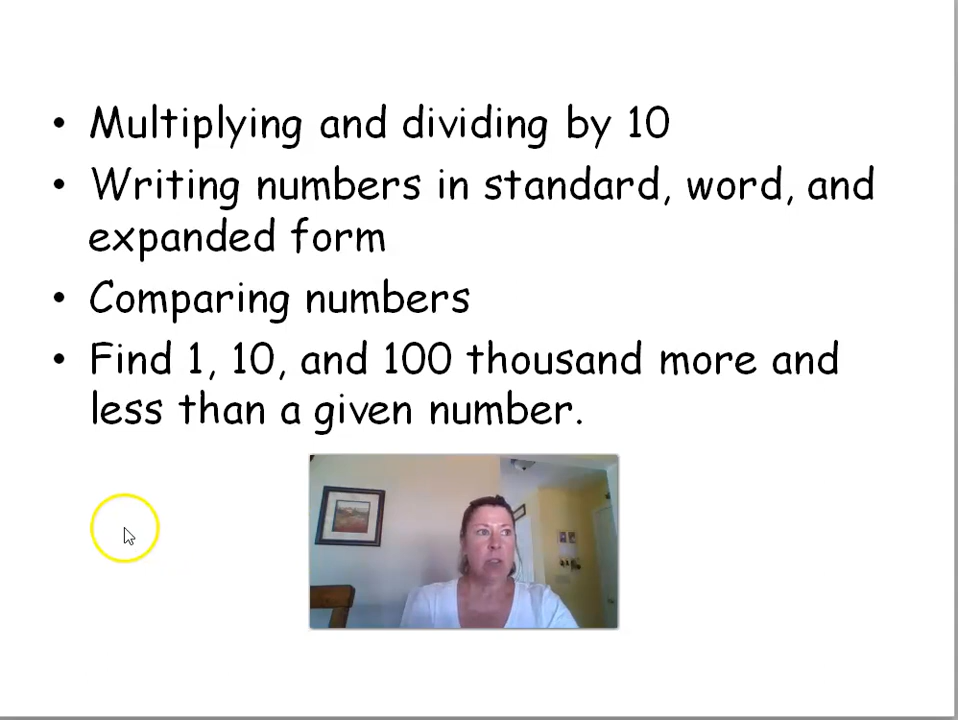 • Multiplying and dividing by 10
• Writing numbers in standard, word, and
expanded form
• Comparing numbers
• Find 1, 10, and 100 thousand more and
less than a given number.